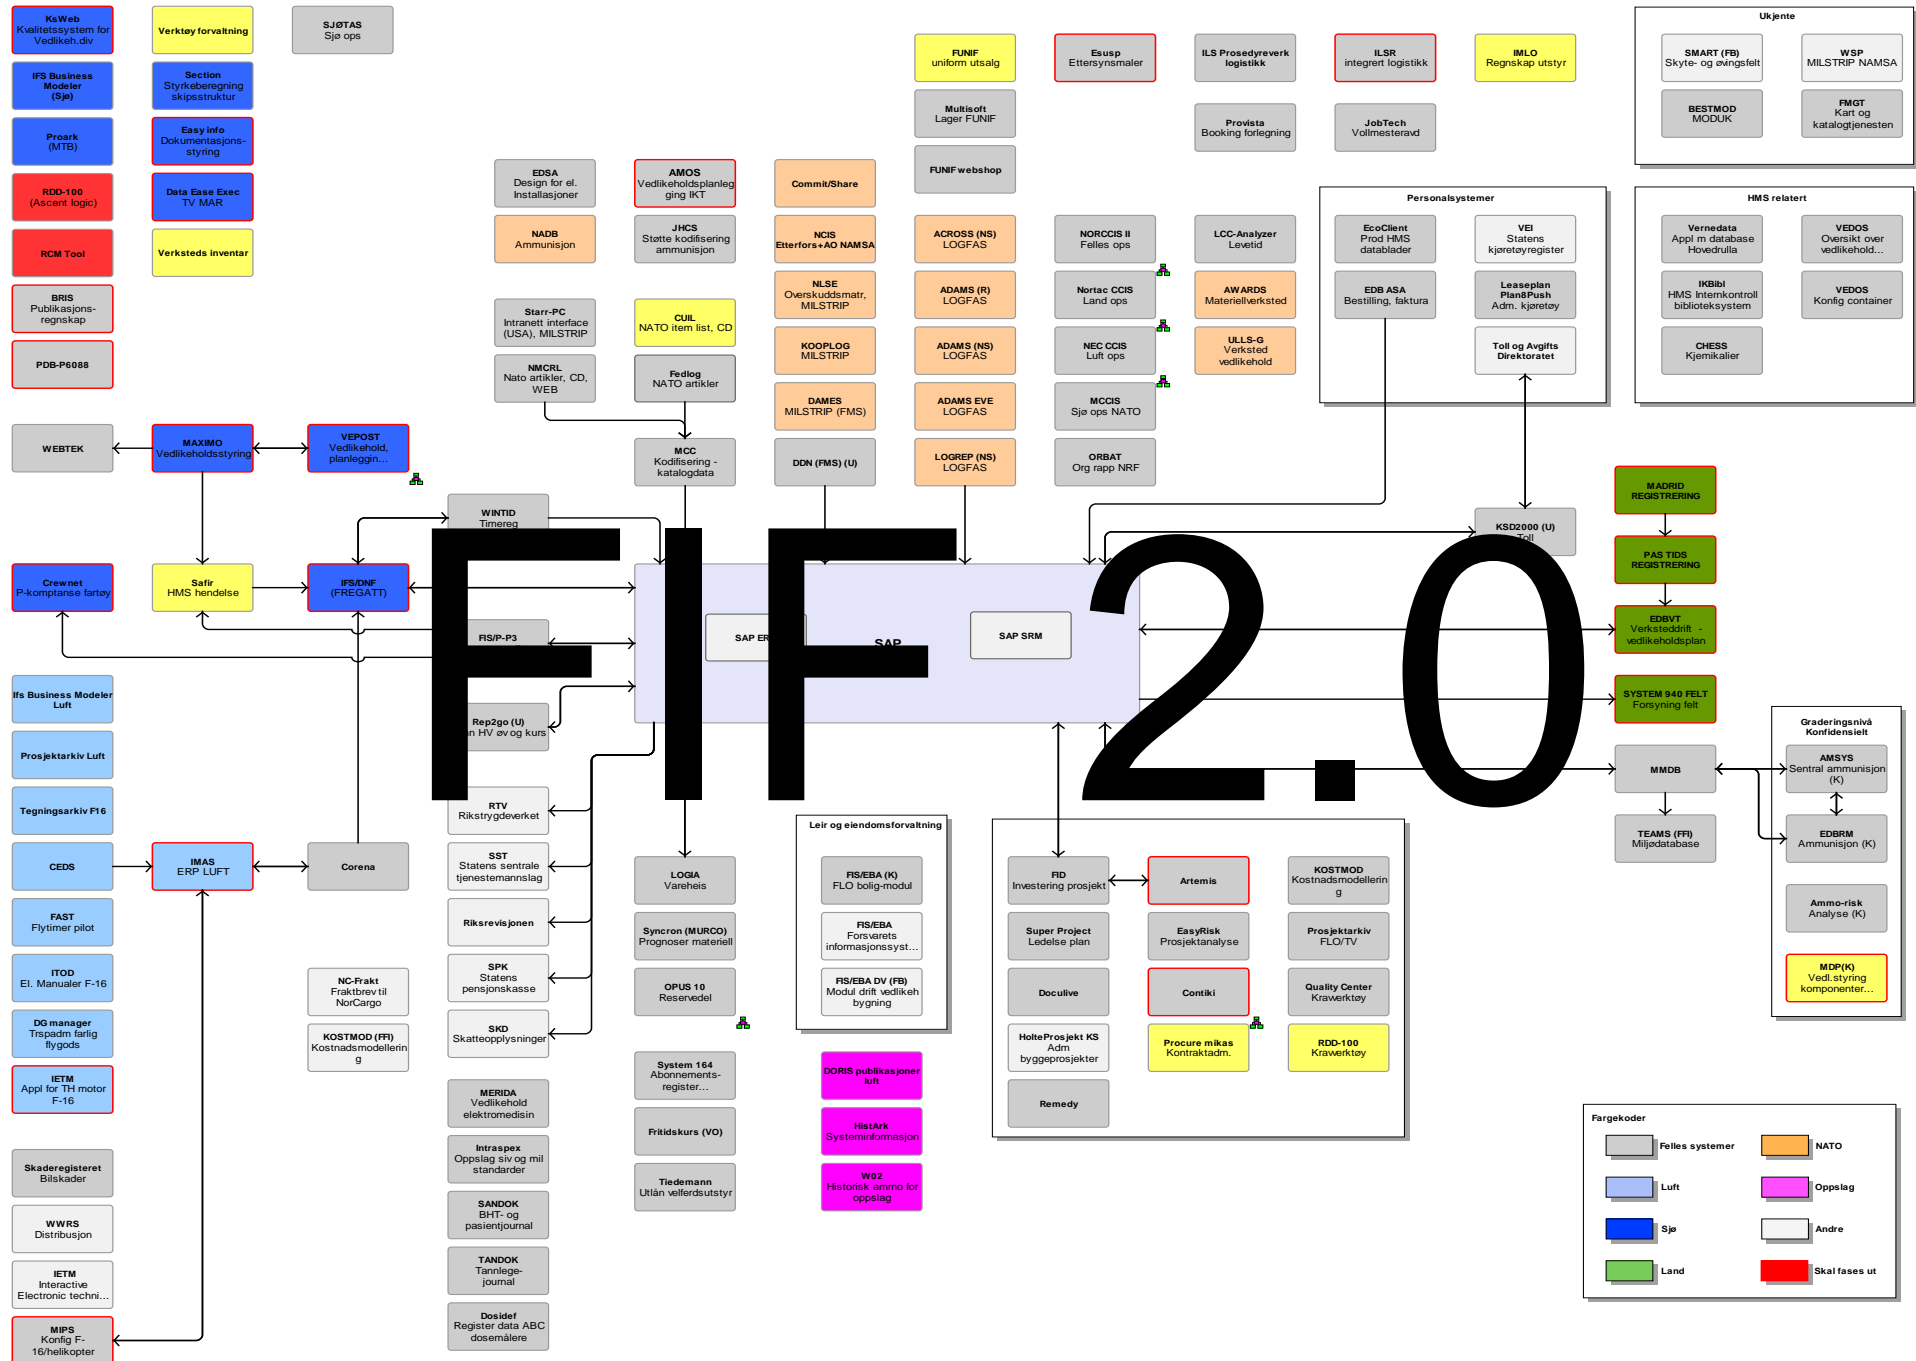 KsWeb
Kvalitetssystem for
Vedlikeh.div
IFS Business
Modeler
(Sjø)
Proark
(MTB)
RDD-100
(Ascent logic)
RCM Tool
BRIS
Publikasjons-
regnskap
PDB-P6088
Verktøy forvaltning
Section
Styrkeberegning
skipsstruktur
Easy info
Dokumentasjons-
styring
Data Ease Exec
TV MAR
Verksteds inventar
SJØTAS
Sjø ops
EDSA
Design for el.
Installasjoner
NADB
Ammunisjon
Starr-PC
Intranett interface
(USA), MILSTRIP
NMCRL
Nato artikler, CD,
WEB
AMOS
Vedlikeholdsplanleg
ging IKT
JHCS
Støtte kodifisering
ammunisjon
CUIL
NATO item list, CD
Fedlog
NATO artikler
MCC
Kodifisering -
katalogdata
Commit/Share
NCIS
Etterfors+AO NAMSA
NLSE
Overskuddsmatr,
MILSTRIP
KOOPLOG
MILSTRIP
DAMES
MILSTRIP (FMS)
DDN (FMS) (U)
FUNIF
uniform utsalg
Multisoft
Lager FUNIF
FUNIF webshop
ACROSS (NS)
LOGFAS
ADAMS (R)
LOGFAS
ADAMS (NS)
LOGFAS
ADAMS EVE
LOGFAS
LOGREP (NS)
LOGFAS
Esusp
Ettersynsmaler
NORCCIS II
Felles ops
Nortac CCIS
Land ops
NEC CCIS
Luft ops
MCCIS
Sjø ops NATO
ORBAT
Org rapp NRF
ILS Prosedyreverk
logistikk
Provista
Booking forlegning
LCC-Analyzer
Levetid
AWARDS
Materiellverksted
ULLS-G
Verksted
vedlikehold
ILSR
integrert logistikk
JobTech
Vollmesteravd
IMLO
Regnskap utstyr
Personalsystemer
EcoClient
Prod HMS
datablader
EDB ASA
Bestilling, faktura
VEI
Statens
kjøretøyregister
Leaseplan
Plan8Push
Adm. kjøretøy
Toll og Avgifts
Direktoratet
Ukjente
SMART (FB)
Skyte- og øvingsfelt
WSP
MILSTRIP NAMSA
BESTMOD
MODUK
FMGT
Kart og
katalogtjenesten
HMS relatert
Vernedata
Appl m database
Hovedrulla
VEDOS
Oversikt over
vedlikehold...
IKBibl
HMS Internkontroll
biblioteksystem
VEDOS
Konfig container
CHESS
Kjemikalier
WEBTEK
MAXIMO
Vedlikeholdsstyring
VEPOST
Vedlikehold,
planleggin...
WINTID
Timereg
Crewnet
P-komptanse fartøy
Safir
HMS hendelse
IFS/DNF
(FREGATT)
FIS/P-P3
Rep2go (U)
HV øv og kurs
SAP
SAP SRM
FIF 2.0
KSD2000 (U)
Toll
MADRID
REGISTRERING
PAS TIDS
REGISTRERING
EDBVT
Verksteddrift -
vedlikeholdsplan
SYSTEM 940 FELT
Forsyning felt
MMDB
TEAMS (FFI)
Miljødatabase
Graderingsnivå
Konfidensielt
AMSYS
Sentral ammunisjon
(K)
EDBRM
Ammunisjon (K)
Ammo-risk
Analyse (K)
MDP(K)
Vedl.styring
komponenter...
Ifs Business Modeler
Luft
Prosjektarkiv Luft
Tegningsarkiv F16
CEDS
FAST
Flytimer pilot
ITOD
El. Manualer F-16
DG manager
Trspadm farlig
flygods
IETM
Appl for TH motor
F-16
IMAS
ERP LUFT
Corena
NC-Frakt
Fraktbrev til
NorCargo
KOSTMOD (FFI)
Kostnadsmodellerin
g
RTV
Rikstrygdeverket
SST
Statens sentrale
tjenestemannslag
Riksrevisjonen
SPK
Statens
pensjonskasse
SKD
Skatteopplysninger
MERIDA
Vedlikehold
elektromedisin
Intraspex
Oppslag siv og mil
standarder
SANDOK
BHT- og
pasientjournal
TANDOK
Tannlege-
journal
Dosidef
Register data ABC
dosemålere
LOGIA
Vareheis
Syncron (MURCO)
Prognoser materiell
OPUS 10
Reservedel
System 164
Abonnements-
register...
Fritidskurs (VO)
Tiedemann
Utlån velferdsutstyr
Leir og eiendomsforvaltning
FIS/EBA (K)
FLO bolig-modul
FIS/EBA
Forsvarets
informasjonssyst...
FIS/EBA DV (FB)
Modul drift vedlikeh
bygning
DORIS publikasjoner
luft
HistArk
Systeminformasjon
W02
Historisk ammo for
oppslag
FID
Investering prosjekt
Artemis
KOSTMOD
Kostnadsmodellerin
g
Super Project
Ledelse plan
EasyRisk
Prosjektanalyse
Prosjektarkiv
FLO/TV
Doculive
Contiki
Quality Center
Kravverktøy
HolteProsjekt KS
Adm
byggeprosjekter
Procure mikas
Kontraktadm.
RDD-100
Kravverktøy
Remedy
Skaderegisteret
Bilskader
WWRS
Distribusjon
IETM
Interactive
Electronic techni...
MIPS
Konfig F-
16/helikopter
Fargekoder
Felles systemer
NATO
Luft
Oppslag
Sjø
Andre
Land
Skal fases ut